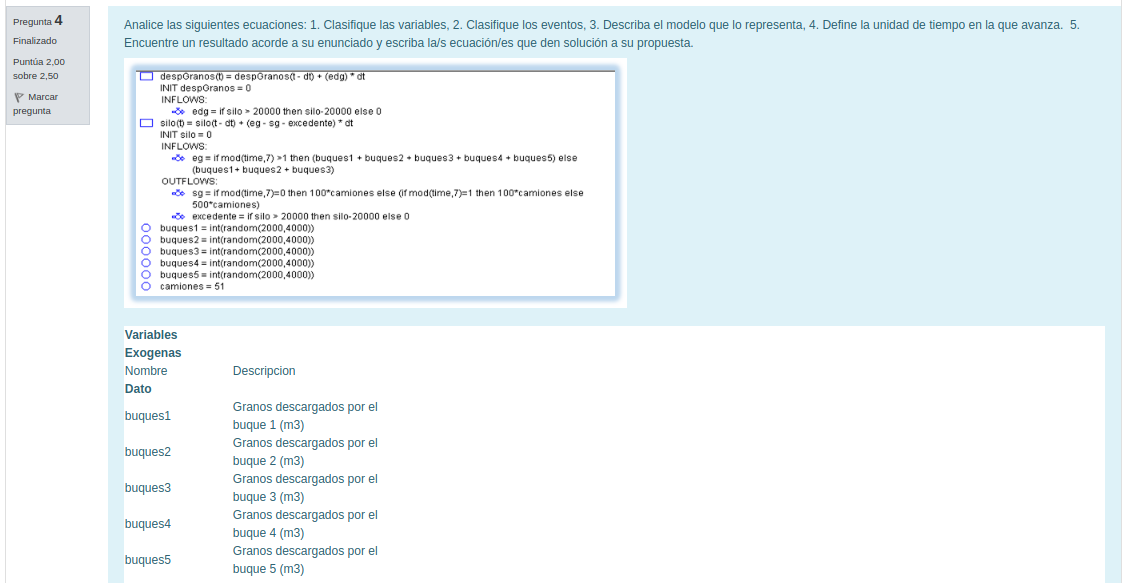 Pregunta 4
Finalizado
Puntúa 2,00
sobre 2,50
Marcar
pregunta
Analice las siguientes ecuaciones: 1. Clasifique las variables, 2. Clasifique los eventos, 3. Describa el modelo que lo representa, 4. Define la unidad de tiempo en la que avanza. 5.
Encuentre un resultado acorde a su enunciado y escriba la/s ecuación/es que den solución a su propuesta.
despGranos(t) = despGranos(t - dt) + (edg) * dt
INIT despGranos = 0
INFLOWS:
edg = if silo > 20000 then silo-20000 else 0
silo(t) = silo(t - dt) + (eg - sg - excedente) * dt
INIT silo = 0
INFLOWS:
eg = if mod(time,7) >1 then (buques1 + buques2 + buques3 + buques4 + buques5) else
(buques1+ buques2 + buques3)
OUTFLOWS:
sg = if mod(time,7)=0 then 100*camiones else (if mod(time,7)=1 then 100*camiones else
500*camiones)
excedente = if silo > 20000 then silo-20000 else 0
buques1 = int(random(2000,4000))
buques2 = int(random(2000,4000))
buques3 = int(random(2000,4000))
buques4 = int(random(2000,4000))
buques5 = int(random(2000,4000))
camiones = 51
Variables
Exogenas
Nombre Descripcion
Dato
buques1 Granos descargados por el
buque 1 (m3)
buques2 Granos descargados por el
buque 2 (m3)
buques3 Granos descargados por el
buque 3 (m3)
buques4 Granos descargados por el
buque 4 (m3)
buques5 Granos descargados por el
buque 5 (m3)